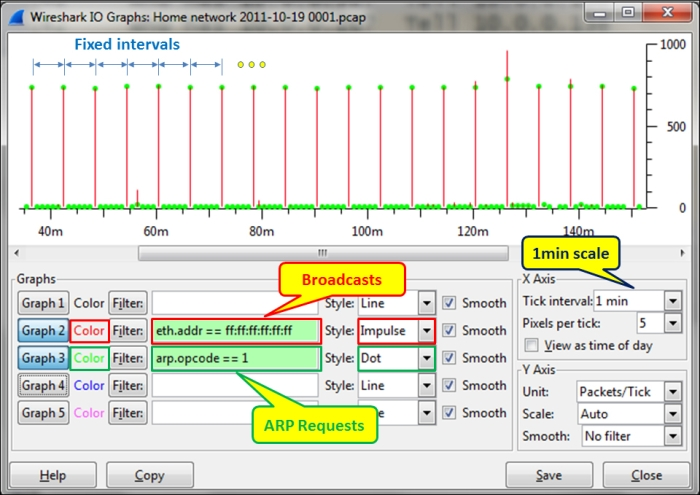 Wireshark IO Graphs: Home network 2011-10-19 0001.pcap
Fixed intervals
1000
500
0
40m 60m 80m 100m 120m 140m
1min scale
Graphs
Broadcasts
X Axis
Graph 1 Color Filter: Style: Line Smooth
Tick interval: 1 min
Graph 2 Color Filter: eth.addr == ff:ff:ff:ff:ff:ff Style: Impulse Smooth
Pixels per tick: 5
Graph 3 Color Filter: arp.opcode == 1 Style: Dot Smooth
View as time of day
Graph 4 Color Filter: Style: Line Smooth
Y Axis
Unit: Packets/Tick
Graph 5 Color Filter: Smooth
Scale: Auto
ARP Requests
Smooth: No filter
Help Copy Save Close